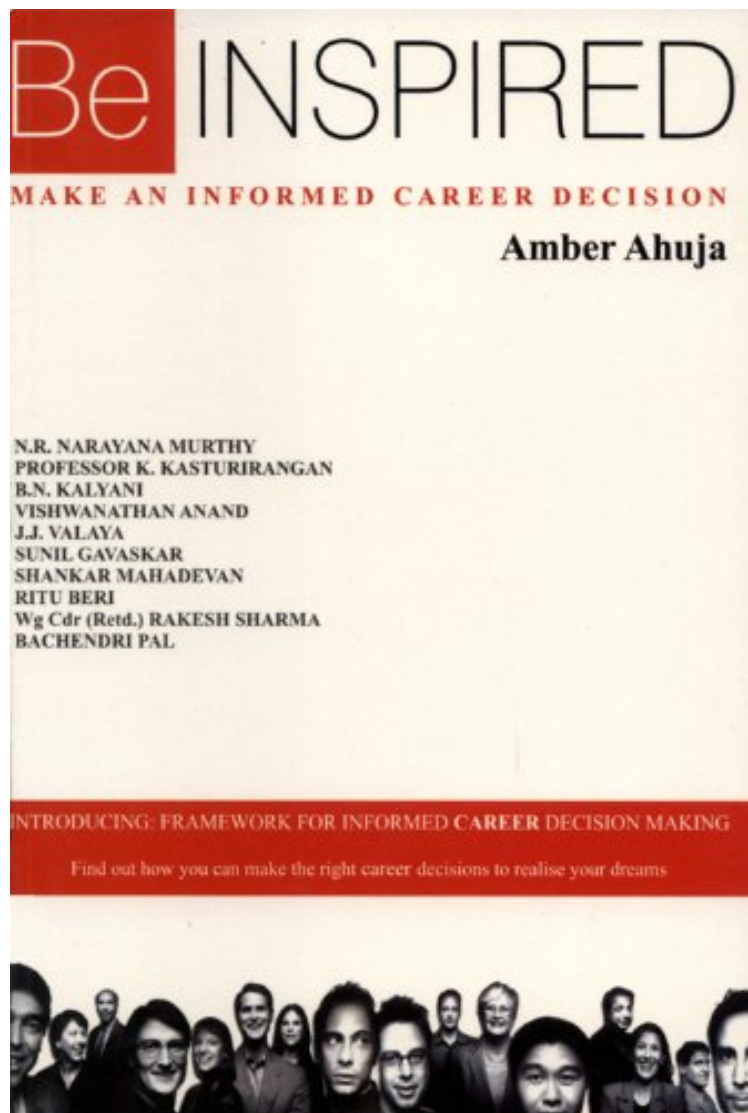 Be INSPIRED
MAKE AN INFORMED CAREER DECISION
Amber Ahuja
N.R. NARAYANA MURTHY
PROFESSOR K. KASTURIRANGAN
B.N. KALYANI
VISHWANATHAN ANAND
J.J. VALAYA
SUNIL GAVASKAR
SHANKAR MAHADEVAN
RITU BERI
Wg Cdr (Retd.) RAKESH SHARMA
BACHENDRI PAL
INTRODUCING: FRAMEWORK FOR INFORMED CAREER DECISION MAKING
Find out how you can make the right career decisions to realise your dreams